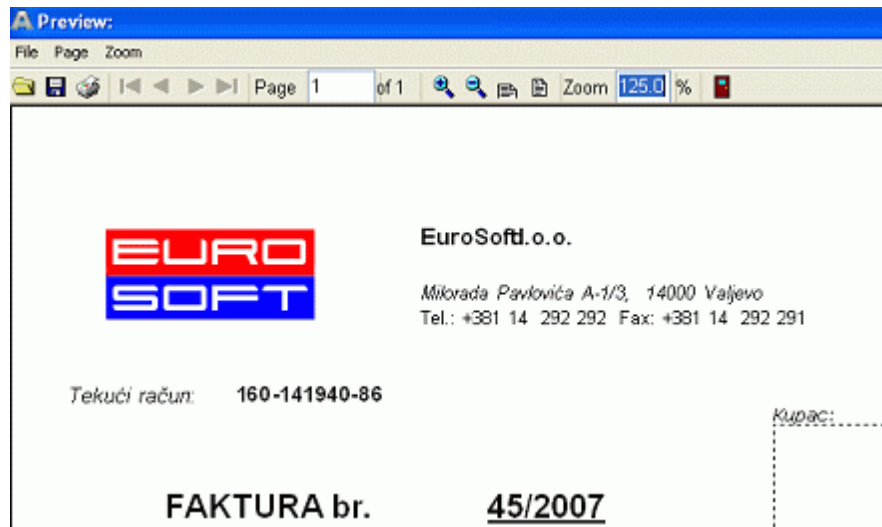 Preview:
File Page Zoom
Page 1 of 1 Zoom 125.0 %
EURO
SOFT
EuroSoftd.o.o.
Milorada Pavlovića A-1/3, 14000 Valjevo
Tel.: +381 14 292 292 Fax: +381 14 292 291
Tekući račun: 160-141940-86
Kupac:
FAKTURA br. 45/2007